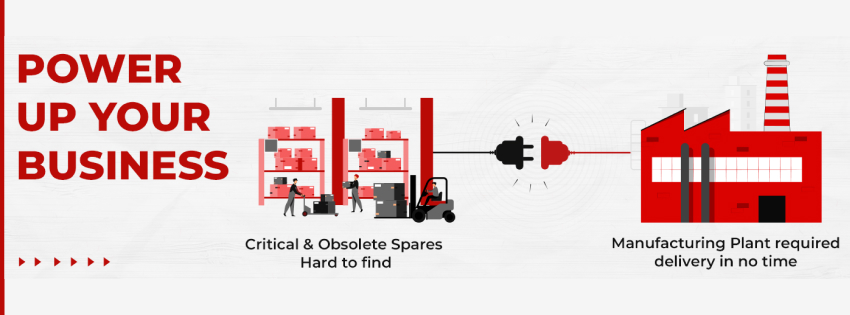 POWER
UP YOUR
BUSINESS
Critical & Obsolete Spares
Hard to find
Manufacturing Plant required
delivery in no time